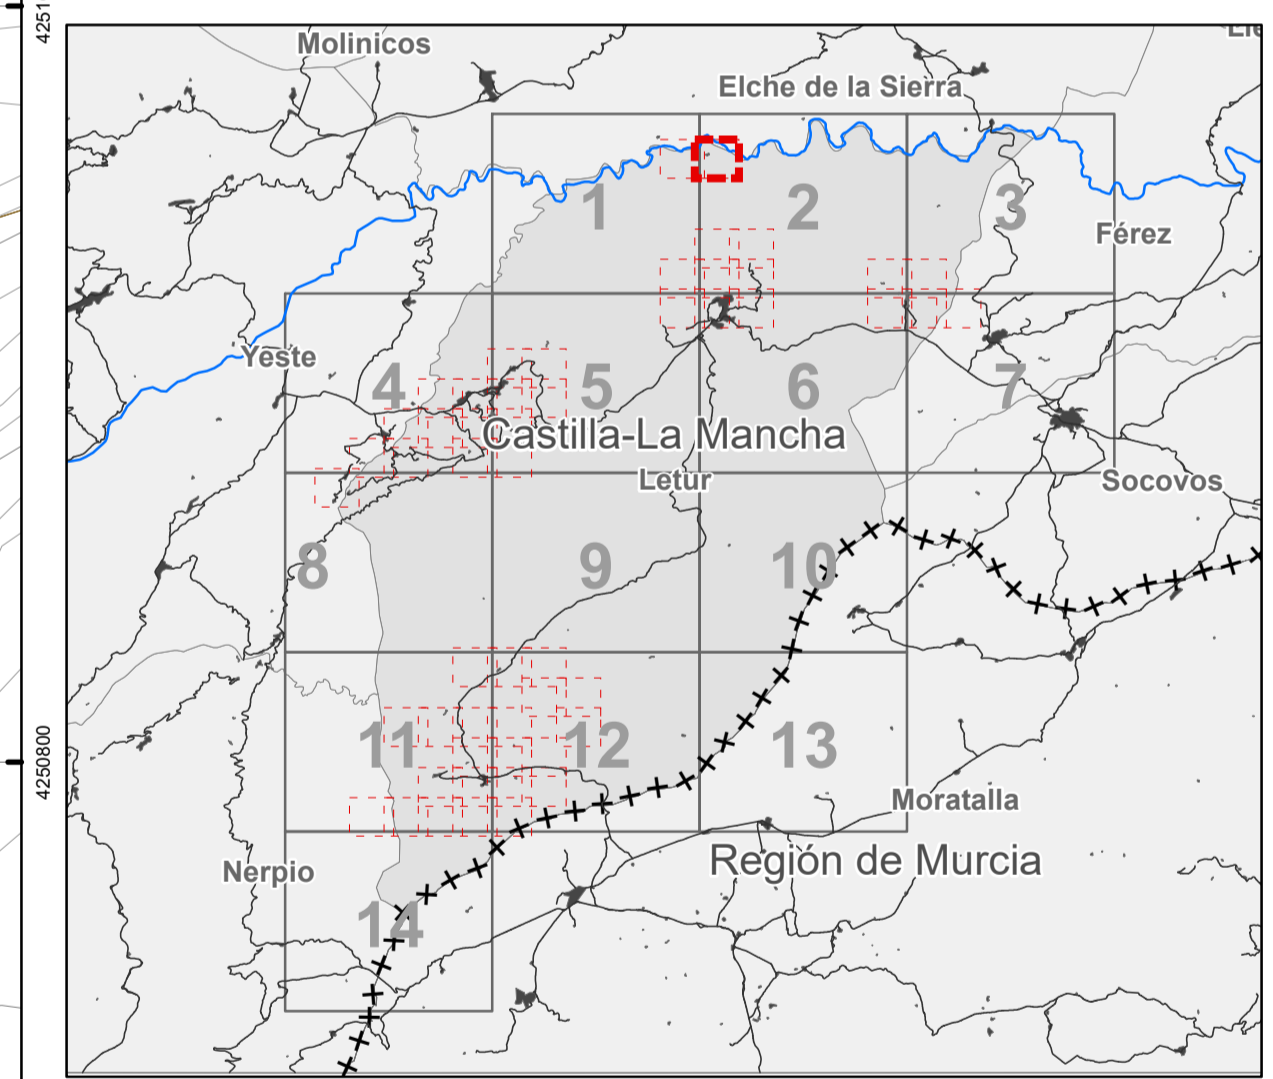 4251
Molinicos
Elche de la Sierra
1
2
3
Férez
Yeste
4
5
6
7
Castilla-La Mancha
Letur
Socovos
8
9
10
11
12
13
4250800
Moratalla
Nerpio
Región de Murcia
14